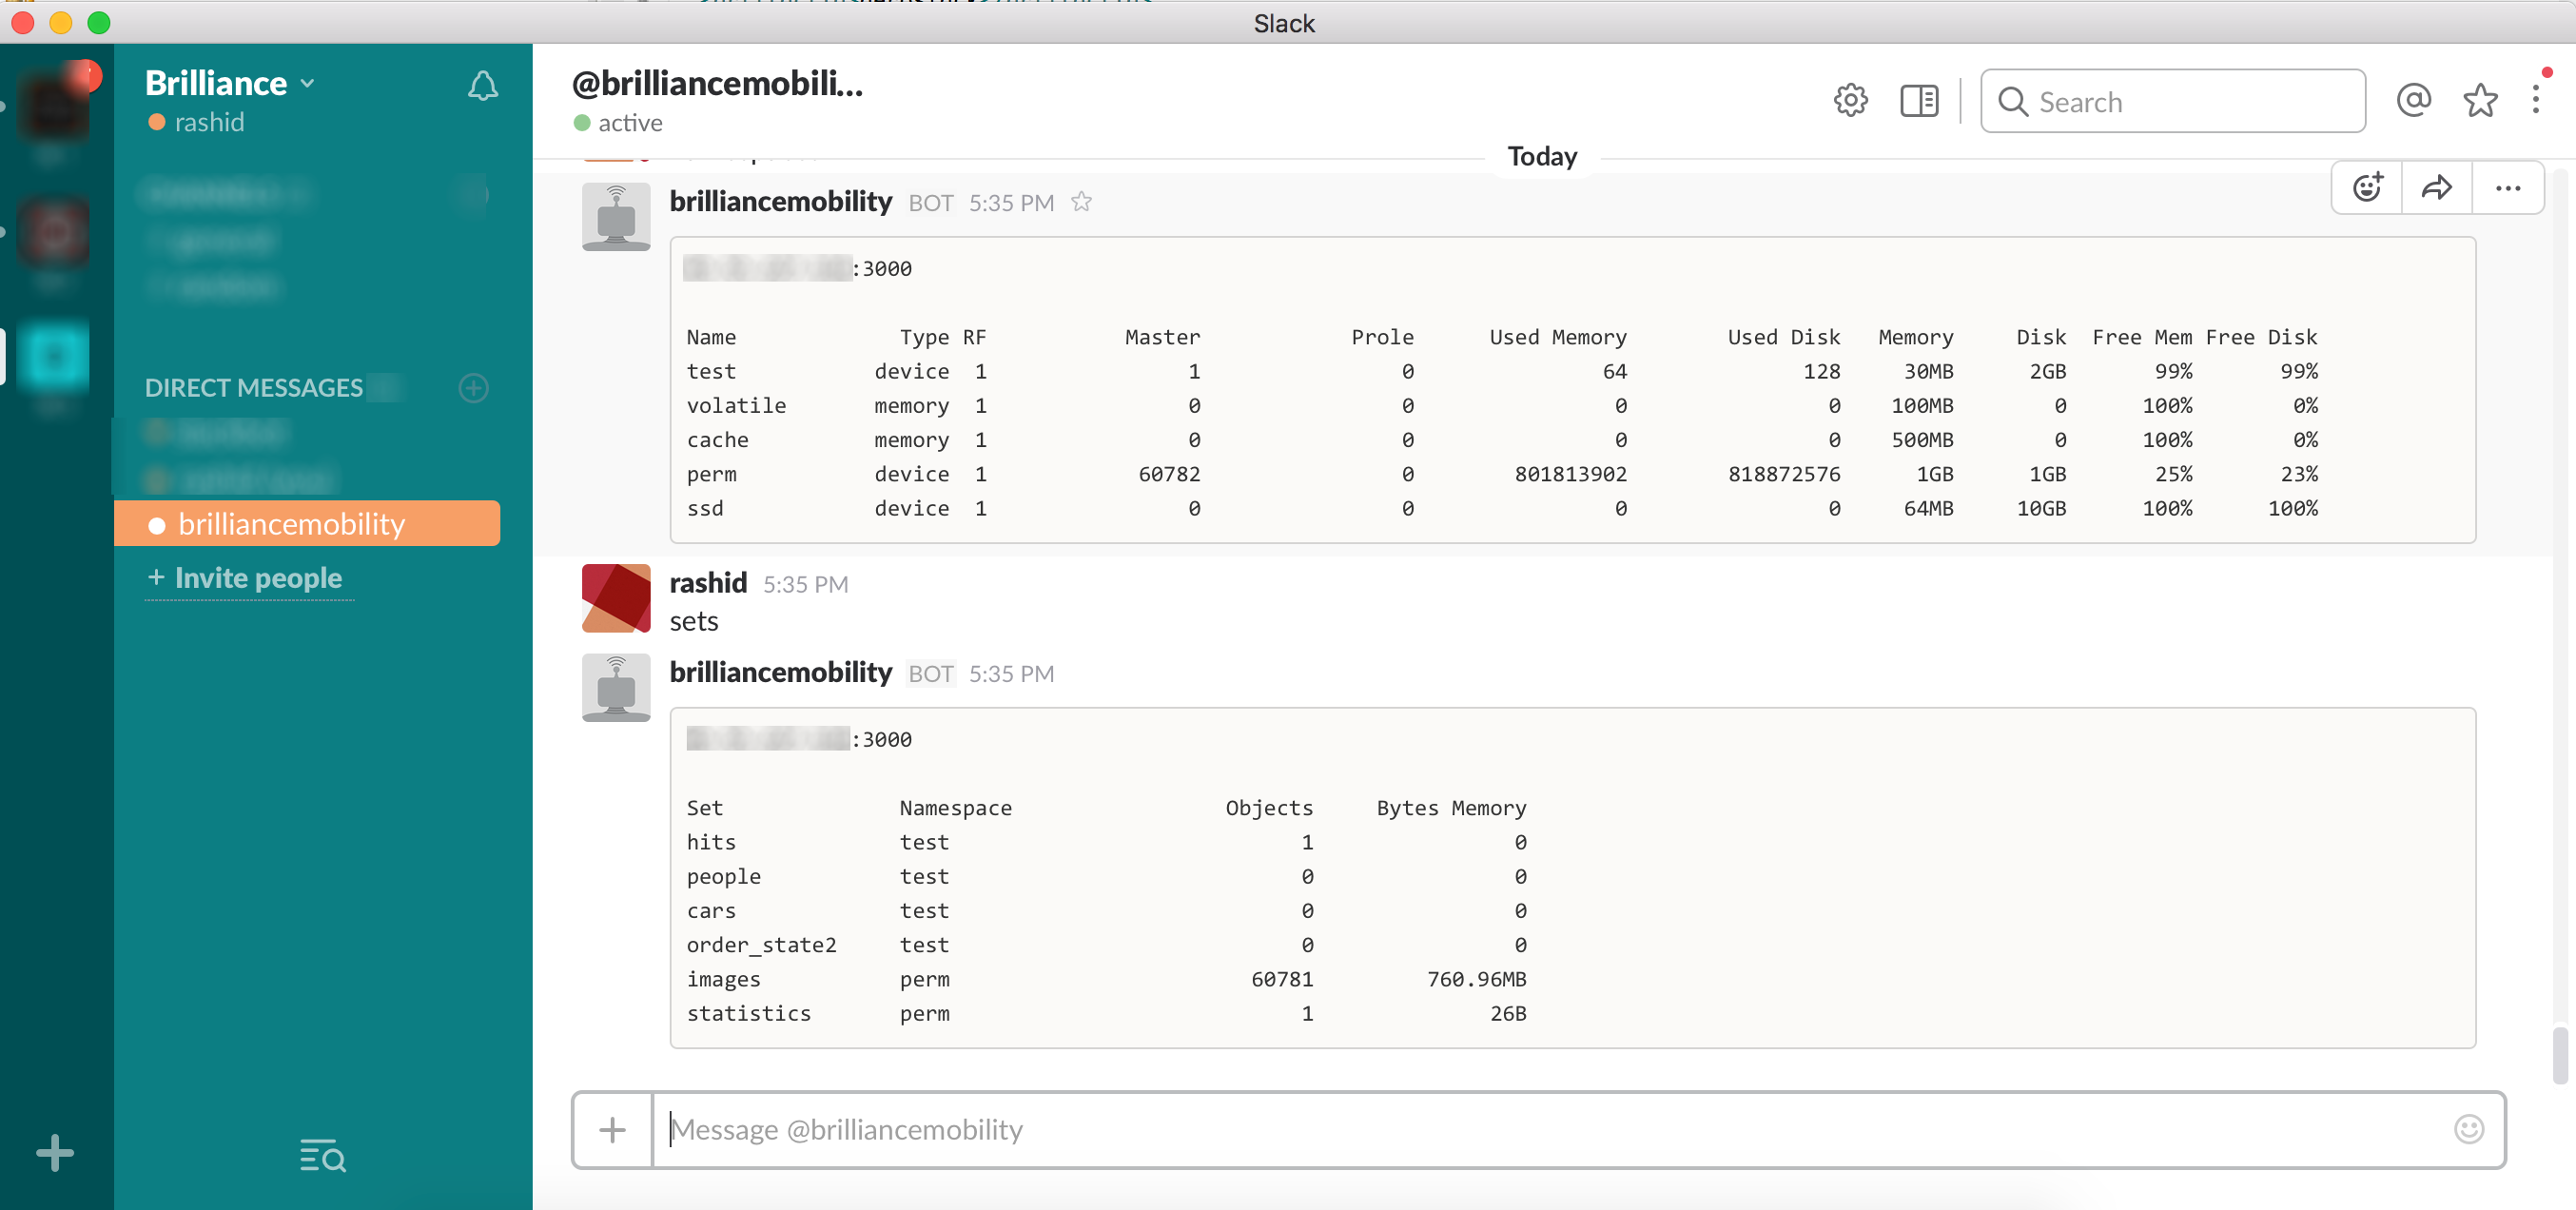 Slack
Brilliance
rashid
DIRECT MESSAGES
brilliancemobility
+ Invite people
@brilliancemobili...
active
Search
Today
brilliancemobility BOT 5:35 PM
:3000
Name Type RF Master Prole Used Memory Used Disk Memory Disk Free Mem Free Disk
test device 1 1 0 64 128 30MB 2GB 99% 99%
volatile memory 1 0 0 0 0 100MB 0 100% 0%
cache memory 1 0 0 0 0 500MB 0 100% 0%
perm device 1 60782 0 801813902 818872576 1GB 1GB 25% 23%
ssd device 1 0 0 0 0 64MB 10GB 100% 100%
rashid 5:35 PM
sets
brilliancemobility BOT 5:35 PM
:3000
Set Namespace Objects Bytes Memory
hits test 1 0
people test 0 0
cars test 0 0
order_state2 test 0 0
images perm 60781 760.96MB
statistics perm 1 26B
Message @brilliancemobility